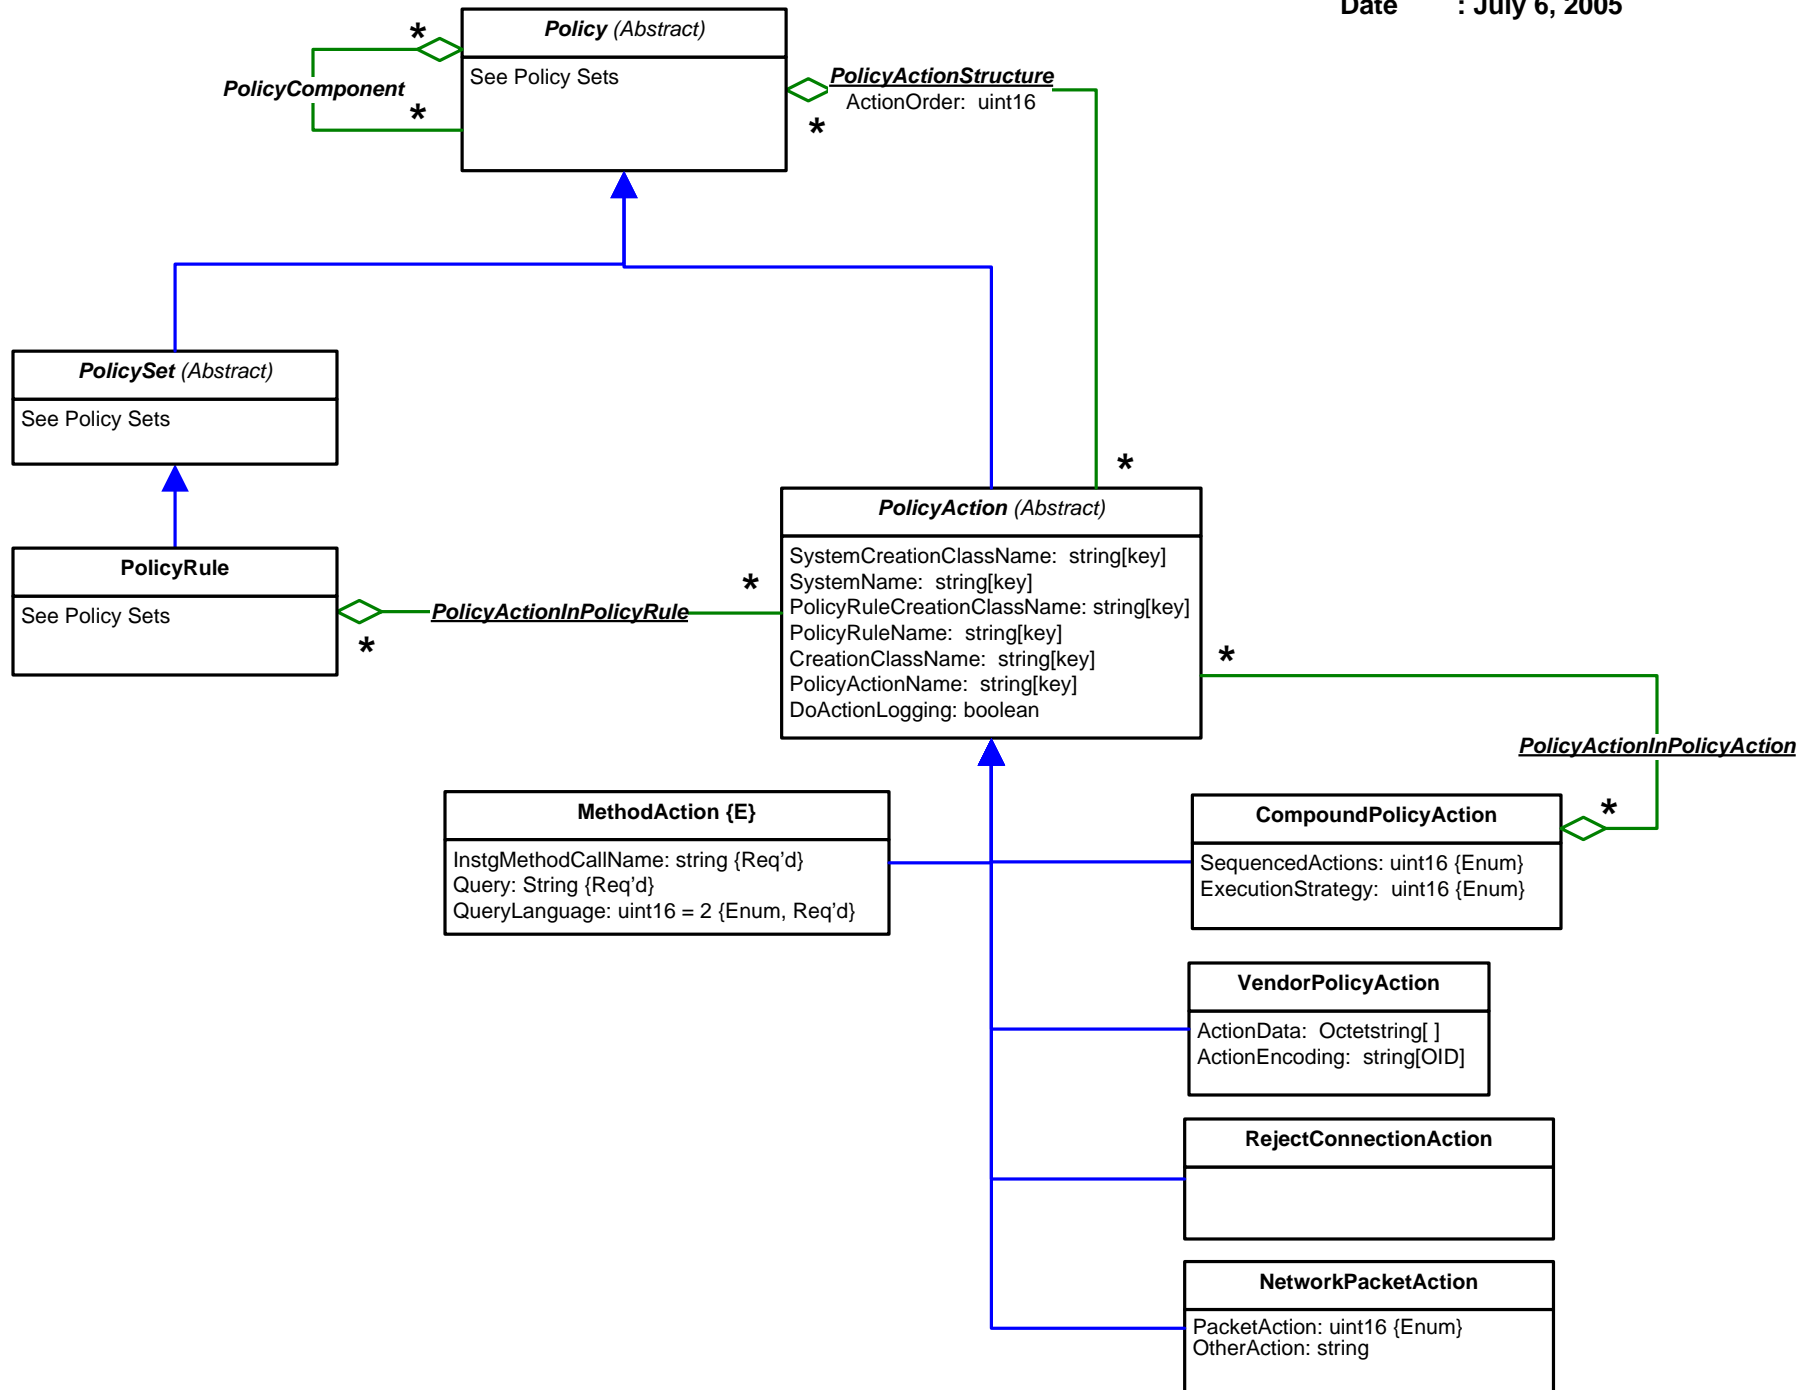 Date : July 6, 2005
*
Policy (Abstract)
See Policy Sets
PolicyComponent
*
PolicyActionStructure
ActionOrder: uint16
*
PolicySet (Abstract)
See Policy Sets
*
PolicyAction (Abstract)
SystemCreationClassName: string[key]
SystemName: string[key]
PolicyRuleCreationClassName: string[key]
PolicyRuleName: string[key]
CreationClassName: string[key]
PolicyActionName: string[key]
DoActionLogging: boolean
PolicyRule
See Policy Sets
*
PolicyActionInPolicyRule
*
*
PolicyActionInPolicyAction
*
MethodAction {E}
InstgMethodCallName: string {Req'd}
Query: String {Req'd}
QueryLanguage: uint16 = 2 {Enum, Req'd}
CompoundPolicyAction
SequencedActions: uint16 {Enum}
ExecutionStrategy: uint16 {Enum}
VendorPolicyAction
ActionData: Octetstring[ ]
ActionEncoding: string[OID]
RejectConnectionAction
NetworkPacketAction
PacketAction: uint16 {Enum}
OtherAction: string